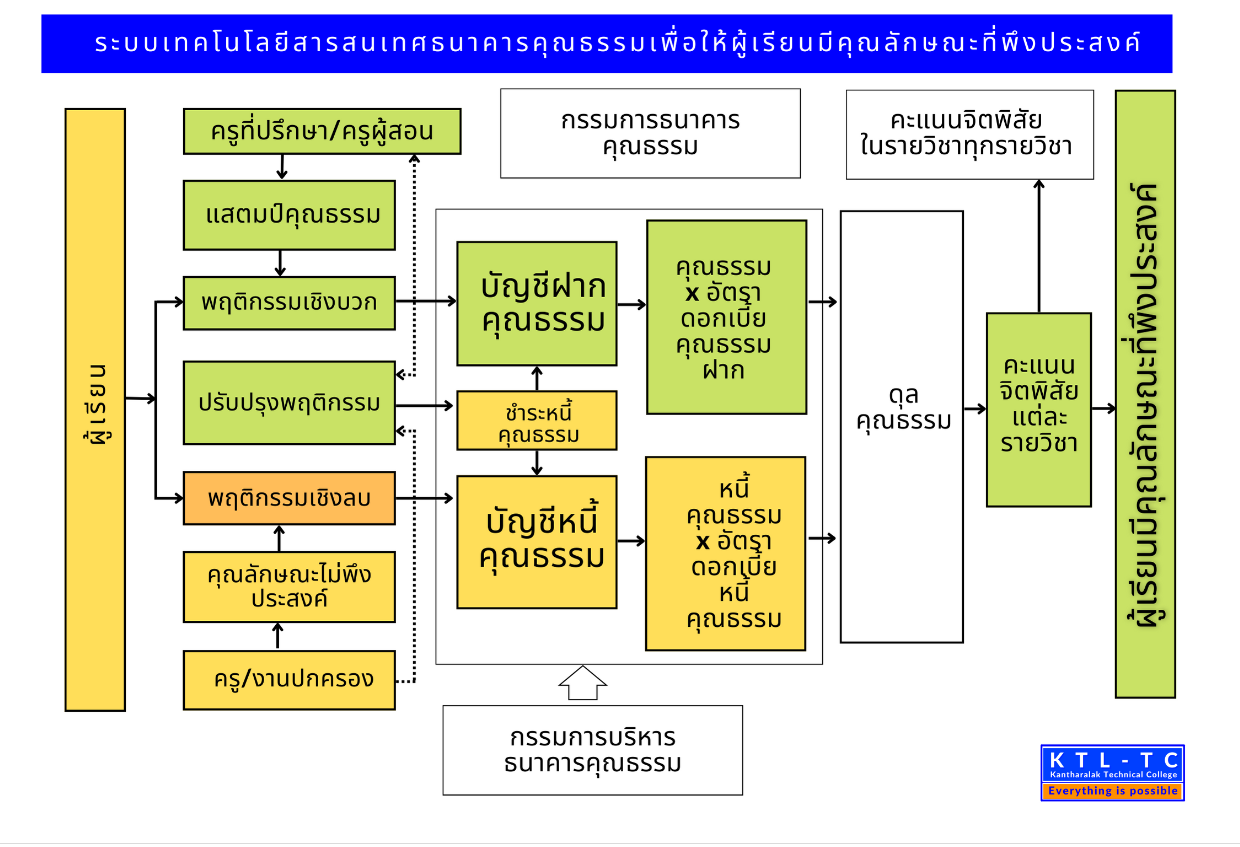 ระบบเทคโนโลยีสารสนเทศธนาคารคุณธรรมเพื่อให้ผู้เรียนมีคุณลักษณะที่พึงประสงค์
ผู้เรียน
ครูที่ปรึกษา/ครูผู้สอน
แสตมป์คุณธรรม
พฤติกรรมเชิงบวก
ปรับปรุงพฤติกรรม
พฤติกรรมเชิงลบ
คุณลักษณะไม่พึง
ประสงค์
ครู/งานปกครอง
กรรมการธนาคาร
คุณธรรม
บัญชีฝาก
คุณธรรม
ชำระหนี้
คุณธรรม
บัญชีหนี้
คุณธรรม
คุณธรรม
x อัตรา
ดอกเบี้ย
คุณธรรม
ฝาก
หนี้
คุณธรรม
x อัตรา
ดอกเบี้ย
หนี้
คุณธรรม
กรรมการบริหาร
ธนาคารคุณธรรม
ดุล
คุณธรรม
คะแนนจิตพิสัย
ในรายวิชาทุกรายวิชา
คะแนน
จิตพิสัย
แต่ละ
รายวิชา
ผู้เรียนมีคุณลักษณะที่พึงประสงค์
KTL-TC
Kantharalak Technical College
Everything is possible